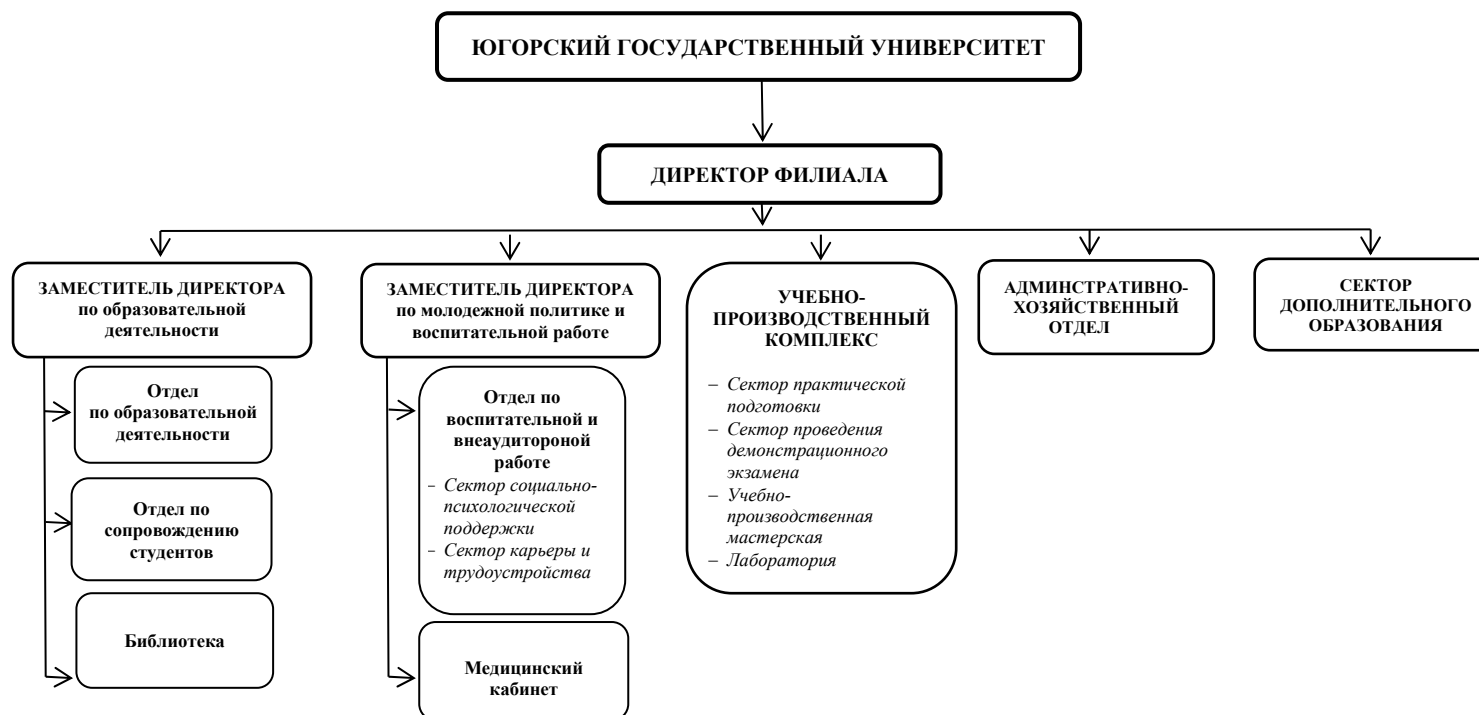 ЮГОРСКИЙ ГОСУДАРСТВЕННЫЙ УНИВЕРСИТЕТ
ДИРЕКТОР ФИЛИАЛА
ЗАМЕСТИТЕЛЬ ДИРЕКТОРА
по образовательной
деятельности
Отдел
по образовательной
деятельности
Отдел по
сопровождению
студентов
Библиотека
ЗАМЕСТИТЕЛЬ ДИРЕКТОРА
по молодежной политике и
воспитательной работе
Отдел по
воспитательной и
внеаудитороной
работе
– Сектор социально-
психологической
поддержки
– Сектор карьеры и
трудоустройства
Медицинский
кабинет
УЧЕБНО-
ПРОИЗВОДСТВЕННЫЙ
КОМПЛЕКС
– Сектор практической
подготовки
– Сектор проведения
демонстрационного
экзамена
– Учебно-
производственная
мастерская
– Лаборатория
АДМИНСТРАТИВНО-
ХОЗЯЙСТВЕННЫЙ
ОТДЕЛ
СЕКТОР
ДОПОЛНИТЕЛЬНОГО
ОБРАЗОВАНИЯ